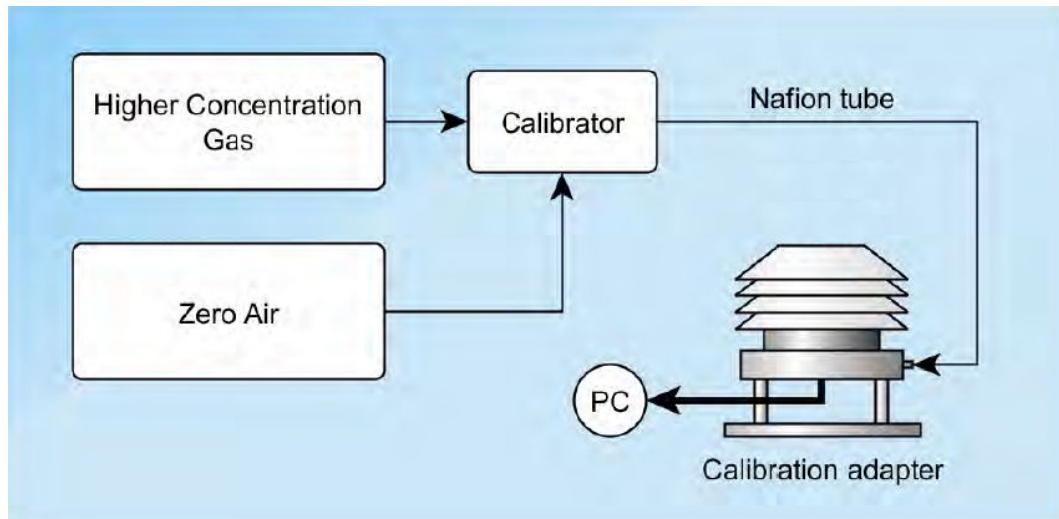 Higher Concentration
Gas
Calibrator
Nafion tube
Zero Air
PC
Calibration adapter